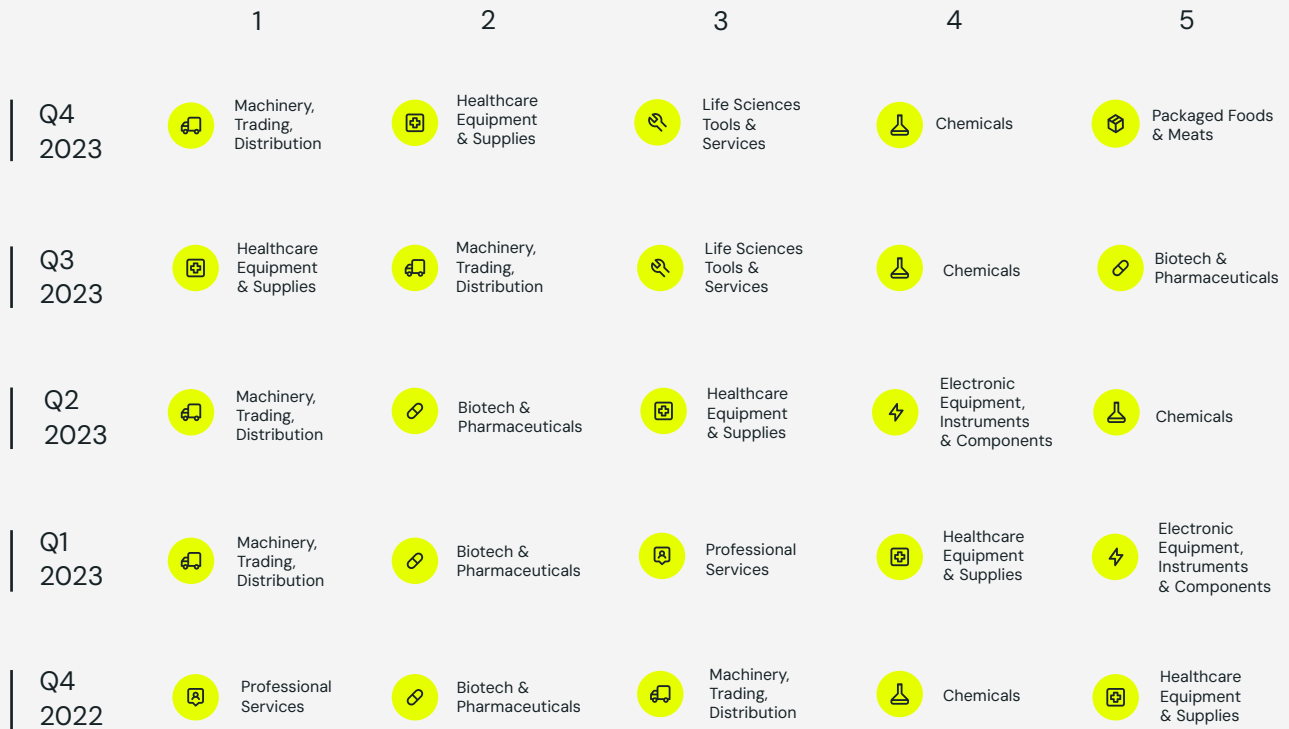 1
2
3
4
5
Q4
2023
Machinery,
Trading,
Distribution
Healthcare
Equipment
& Supplies
Life Sciences
Tools &
Services
Chemicals
Packaged Foods
& Meats
Q3
2023
Healthcare
Equipment
& Supplies
Machinery,
Trading,
Distribution
Life Sciences
Tools &
Services
Chemicals
Biotech &
Pharmaceuticals
Q2
2023
Machinery,
Trading,
Distribution
Biotech &
Pharmaceuticals
Healthcare
Equipment
& Supplies
Electronic
Equipment,
Instruments
& Components
Chemicals
Q1
2023
Machinery,
Trading,
Distribution
Biotech &
Pharmaceuticals
Professional
Services
Healthcare
Equipment
& Supplies
Electronic
Equipment,
Instruments
& Components
Q4
2022
Professional
Services
Biotech &
Pharmaceuticals
Machinery,
Trading,
Distribution
Chemicals
Healthcare
Equipment
& Supplies